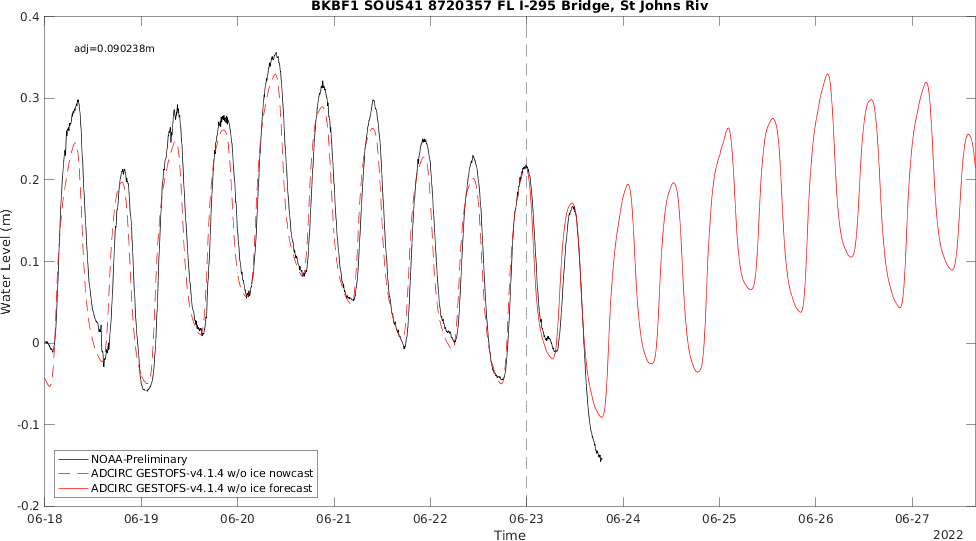 BKBF1 SOUS41 8720357 FL I-295 Bridge, St Johns Riv
adj=0.090238m
0.4
0.3
0.2
0.1
0
-0.1
-0.2
Water Level (m)
NOAA-Preliminary
ADCIRC GESTOFS-v4.1.4 w/o ice nowcast
ADCIRC GESTOFS-v4.1.4 w/o ice forecast
06-18 06-19 06-20 06-21 06-22 06-23 06-24 06-25 06-26 06-27
Time
2022